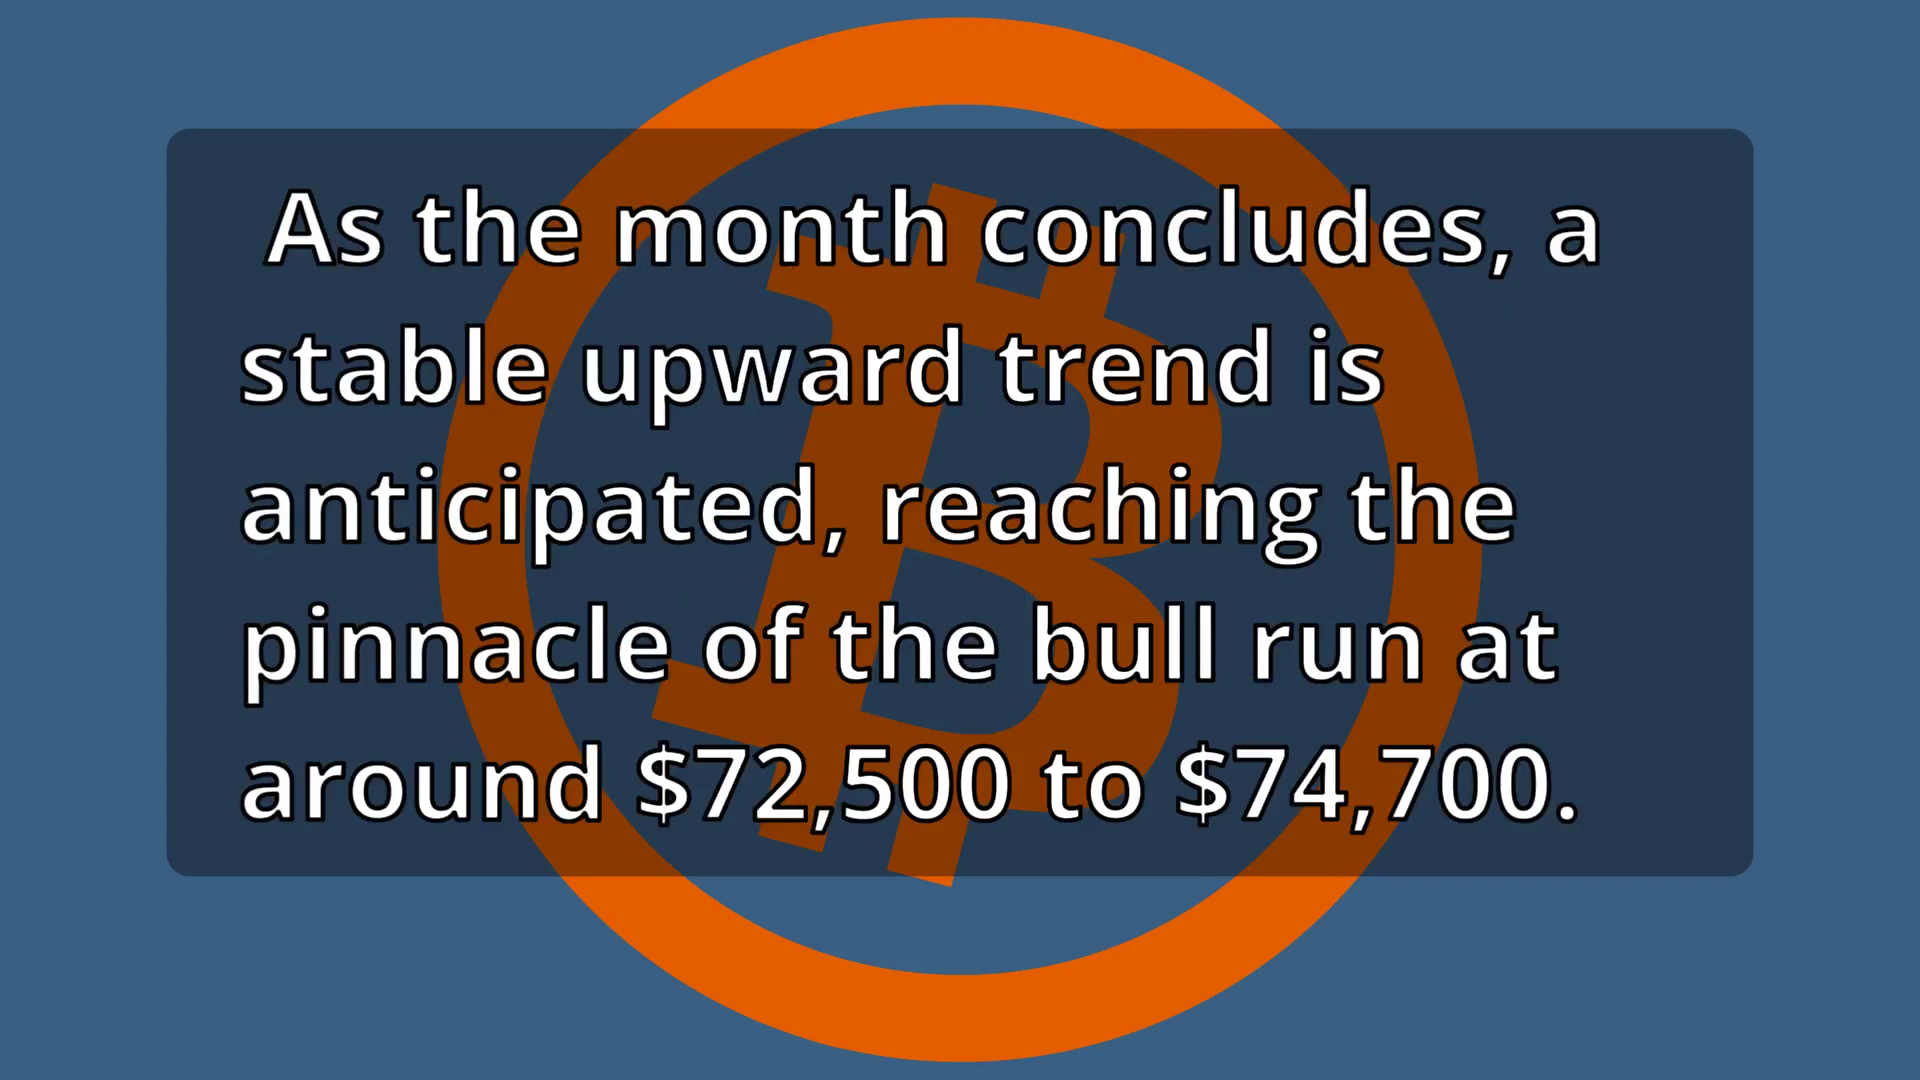 As the month concludes, a
stable upward trend is
anticipated, reaching the
pinnacle of the bull run at
around $72,500 to $74,700.